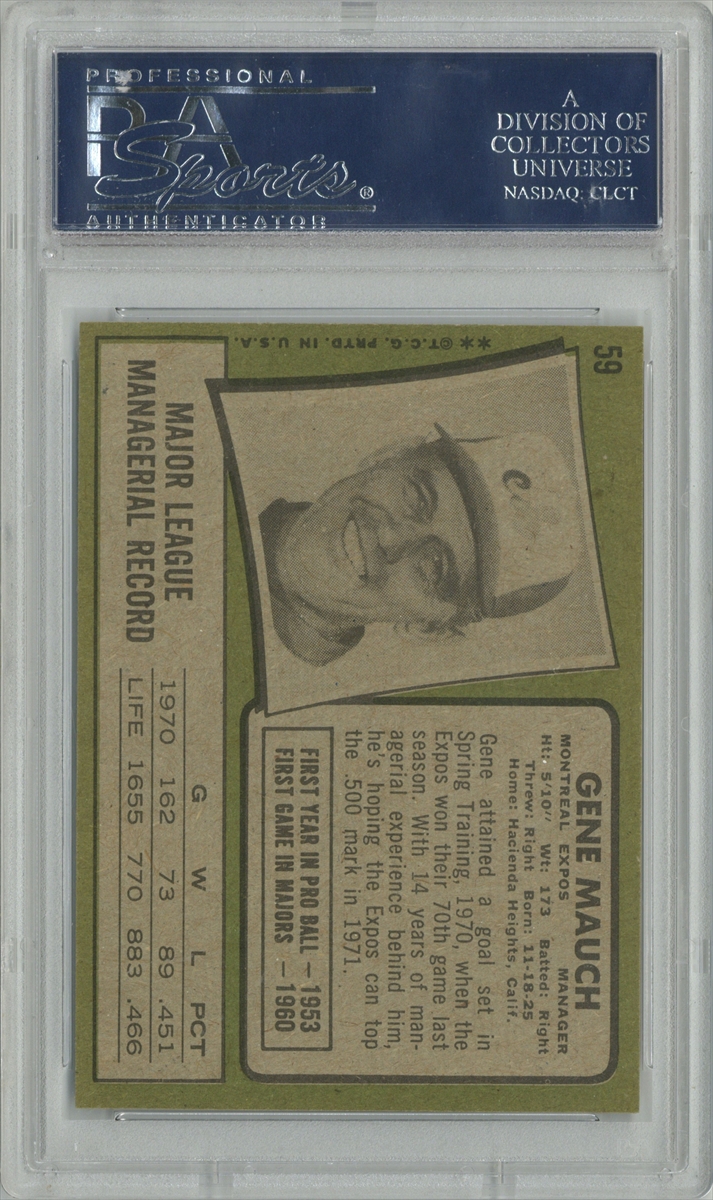 PROFESSIONAL
PSA
Sports®
AUTHENTICATOR
A
DIVISION OF
COLLECTORS
UNIVERSE
NASDAQ: CLCT
59
GENE MAUCH
MONTREAL EXPOS MANAGER
Ht: 5'10" Wt: 173 Batted: Right
Threw: Right Born: 11-18-25
Home: Hacienda Heights, Calif.
Gene attained a goal set in
Spring Training, 1970, when the
Expos won their 70th game last
season. With 14 years of man-
agerial experience behind him,
he's hoping the Expos can top
the .500 mark in 1971.
FIRST YEAR IN PRO BALL — 1953
FIRST GAME IN MAJORS — 1960
**©T.C.G. PRTD. IN U.S.A.
MAJOR LEAGUE
MANAGERIAL RECORD
G W L PCT
1970 162 73 89 .451
LIFE 1655 770 883 .466